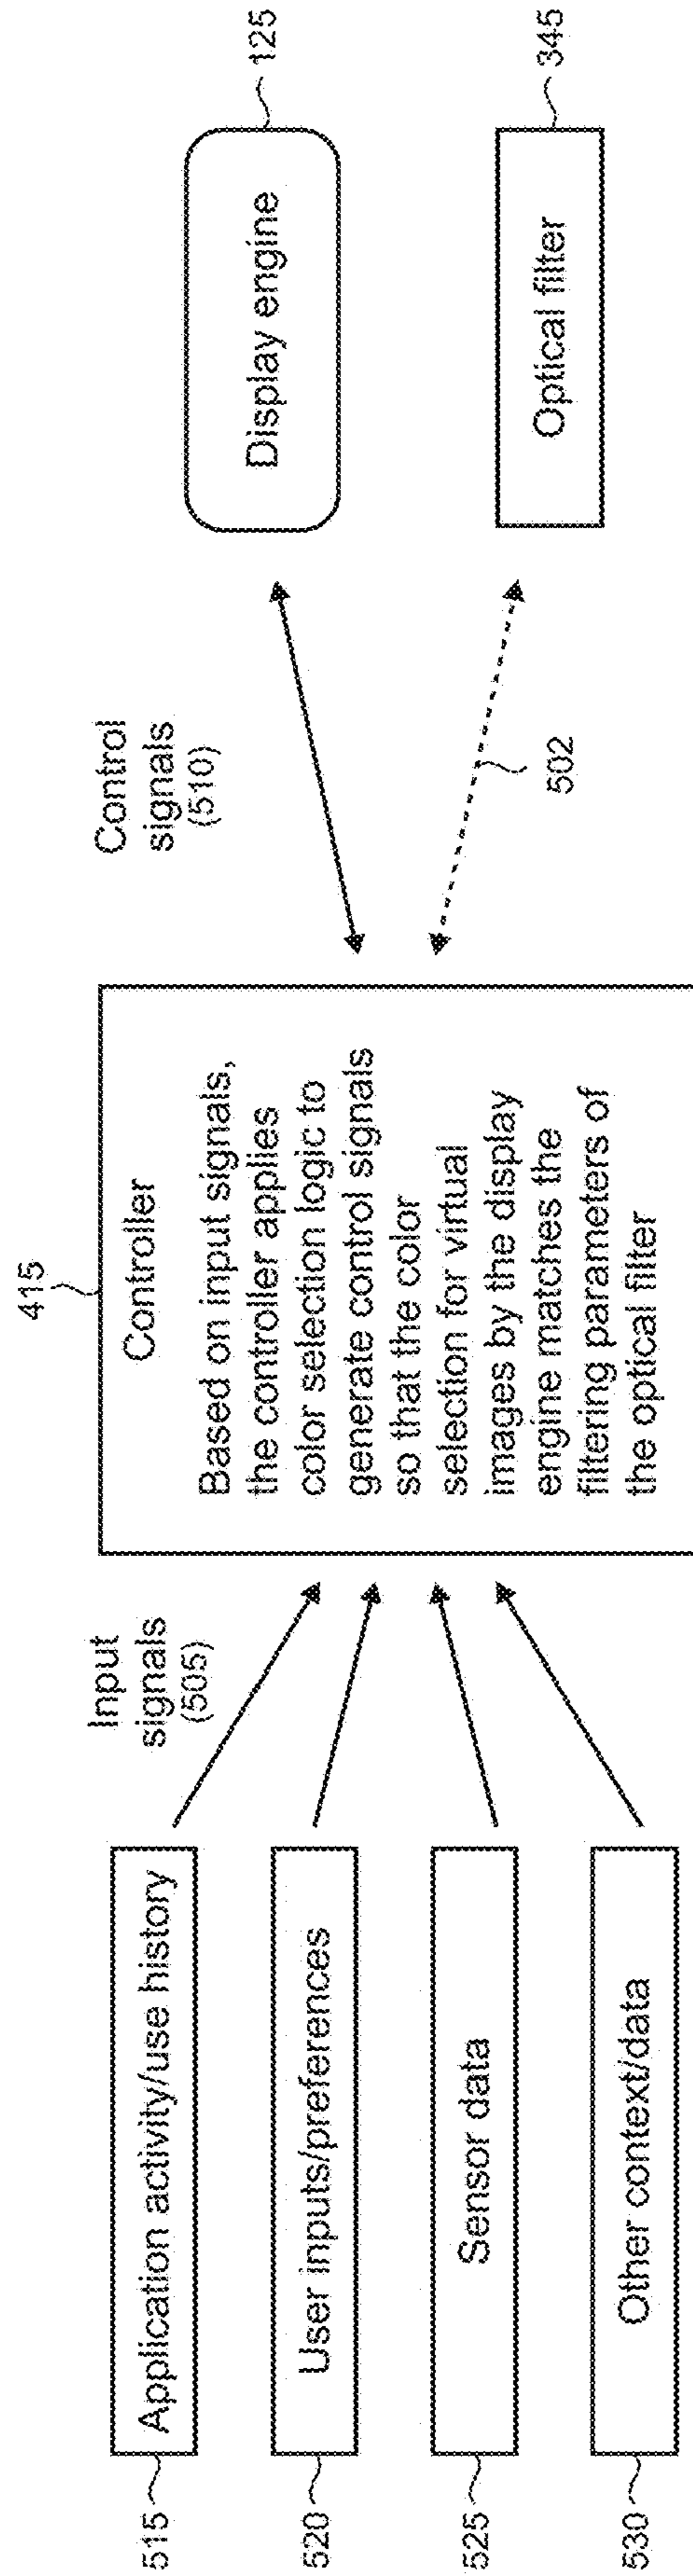 515
Application activity/use history
520
User inputs/preferences
525
Sensor data
530
Other context/data
Input
signals
(505)
415
Controller
Based on input signals,
the controller applies
color selection logic to
generate control signals
so that the color
selection for virtual
images by the display
engine matches the
filtering parameters of
the optical filter
Control
signals
(510)
502
Display engine
125
Optical filter
345